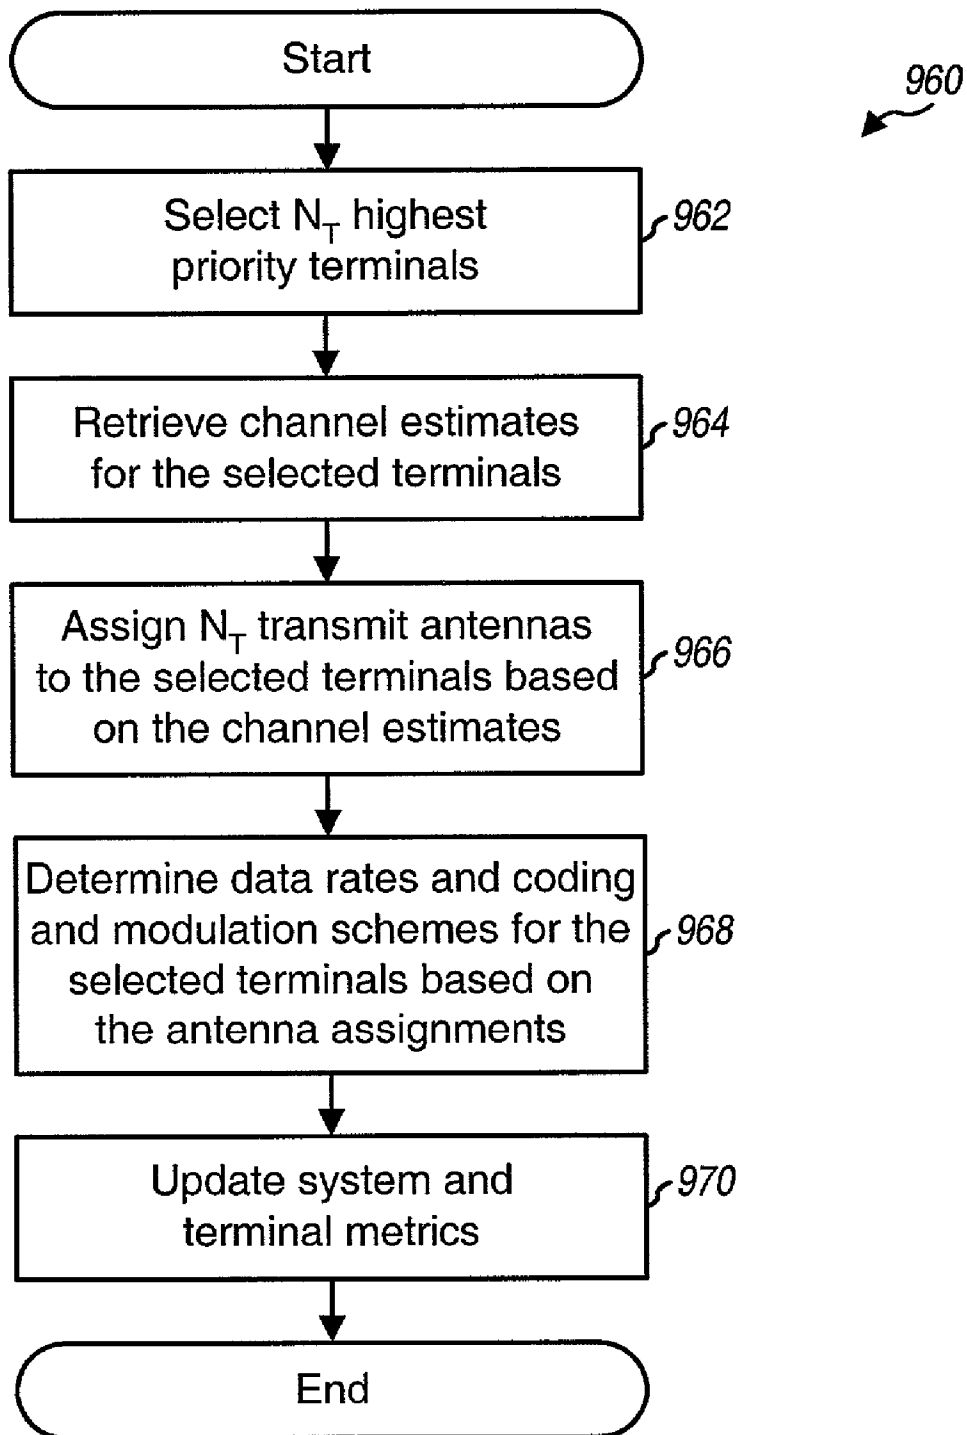 Start
960
Select N_T highest
priority terminals
962
Retrieve channel estimates
for the selected terminals
964
Assign N_T transmit antennas
to the selected terminals based
on the channel estimates
966
Determine data rates and coding
and modulation schemes for the
selected terminals based on
the antenna assignments
968
Update system and
terminal metrics
970
End